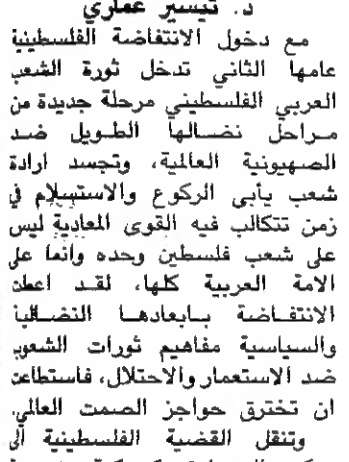 د. تيسير عماري
مع دخول الانتفاضة الفلسطينية
عامها الثاني تدخل ثورة الشعب
العربي الفلسطيني مرحلة جديدة من
مراحل نضالها الطويل ضد
الصهيونية العالمية، وتجسد ارادة
شعب يأبى الركوع والاستسلام في
زمن تتكالب فيه القوى المعادية ليس
على شعب فلسطين وحده وانما على
الامة العربية كلها، لقد اعطت
الانتفاضة بابعادها النضالية
والسياسية مفاهيم ثورات الشعوب
ضد الاستعمار والاحتلال، فاستطاعت
ان تخترق حواجز الصمت العالي.
وتنقل القضية الفلسطينية الى